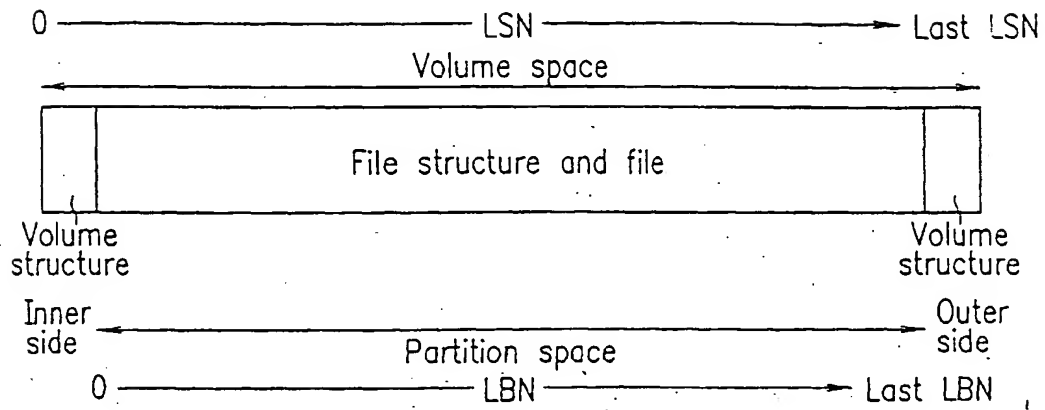 0 LSN Last LSN
Volume space
File structure and file
Volume structure
Volume structure
Inner side
Outer side
Partition space
0 LBN Last LBN